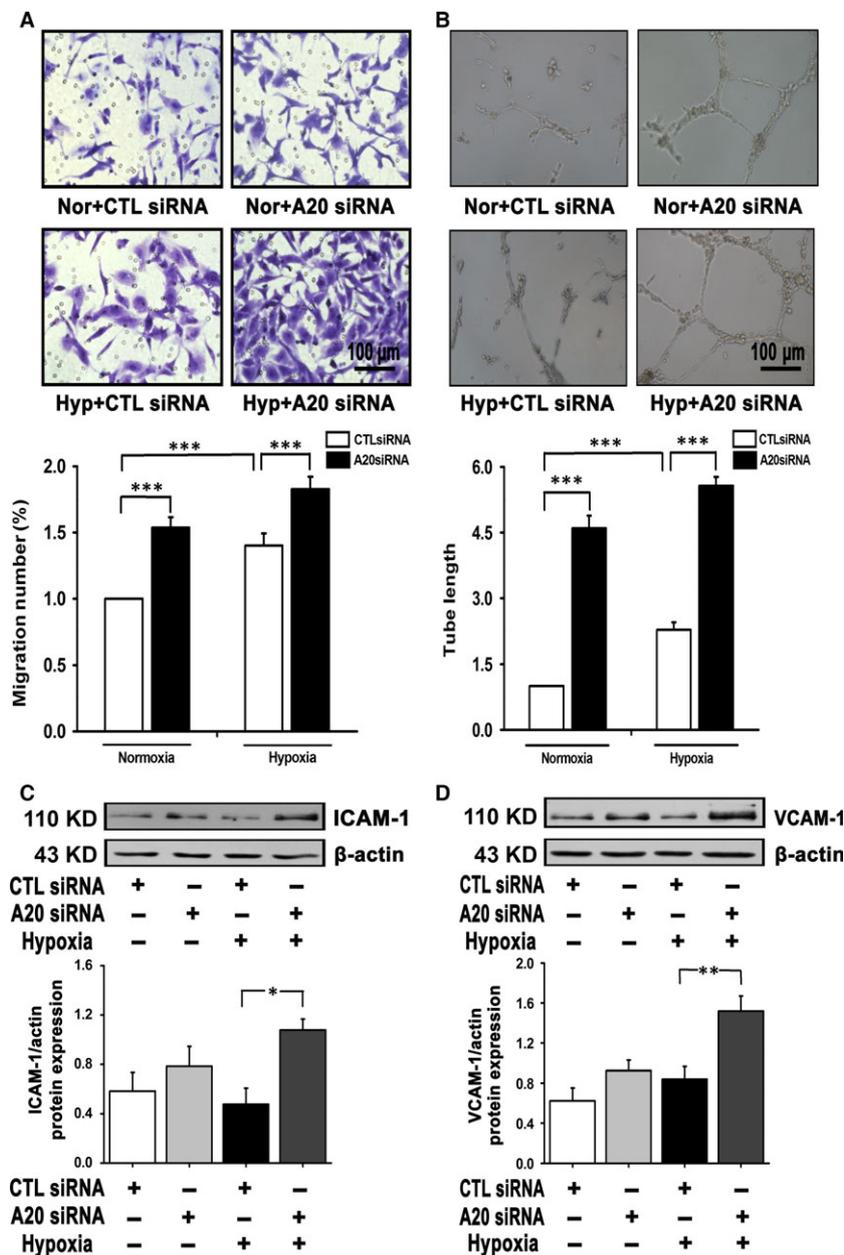 A
B
Nor+CTL siRNA
Nor+A20 siRNA
Nor+CTL siRNA
Nor+A20 siRNA
100 µm
100 µm
Hyp+CTL siRNA
Hyp+A20 siRNA
Hyp+CTL siRNA
Hyp+A20 siRNA
CTLsiRNA
A20siRNA
***
***
***
2.0
1.5
1.0
0.5
0.0
Migration number (%)
Normoxia
Hypoxia
CTLsiRNA
A20siRNA
***
***
***
6.0
4.5
3.0
1.5
0.0
Tube length
Normoxia
Hypoxia
C
110 KD ICAM-1
43 KD β-actin
CTL siRNA + – + –
A20 siRNA – + – +
Hypoxia – – + +
1.6
1.2
0.8
0.4
0.0
ICAM-1/actin
protein expression
*
CTL siRNA + – + –
A20 siRNA – + – +
Hypoxia – – + +
D
110 KD VCAM-1
43 KD β-actin
CTL siRNA + – + –
A20 siRNA – + – +
Hypoxia – – + +
2.0
1.6
1.2
0.8
0.4
0.0
VCAM-1/actin
protein expression
**
CTL siRNA + – + –
A20 siRNA – + – +
Hypoxia – – + +